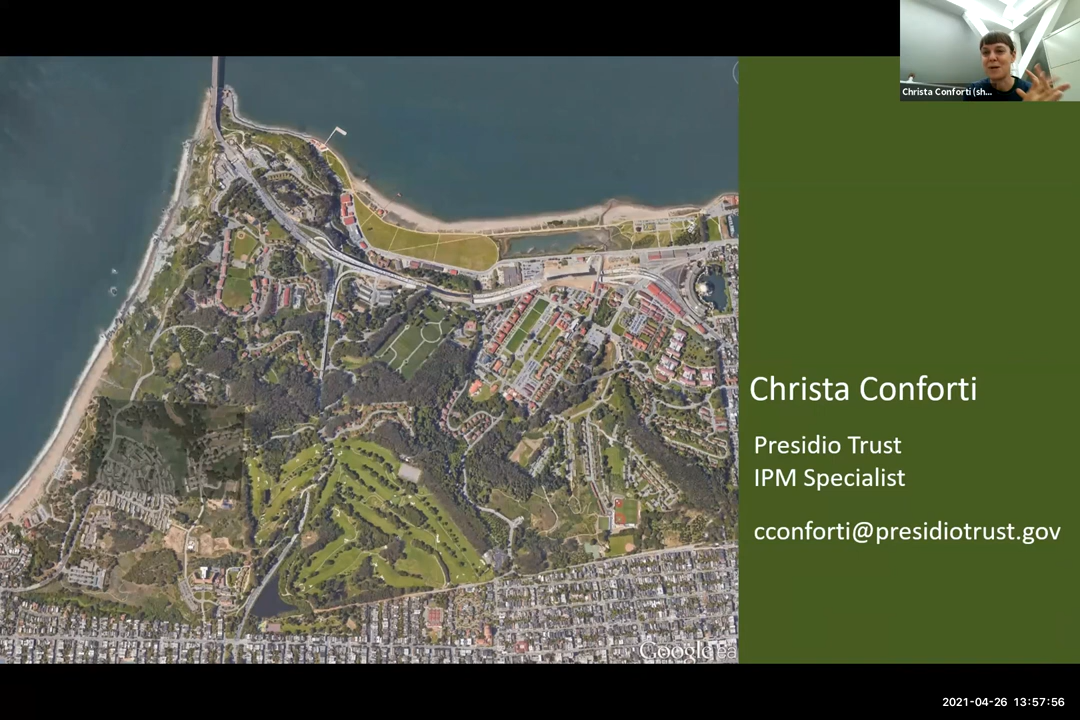 Christa Conforti (sh...
Christa Conforti
Presidio Trust
IPM Specialist
cconforti@presidiotrust.gov
Google ea
2021-04-26 13:57:56